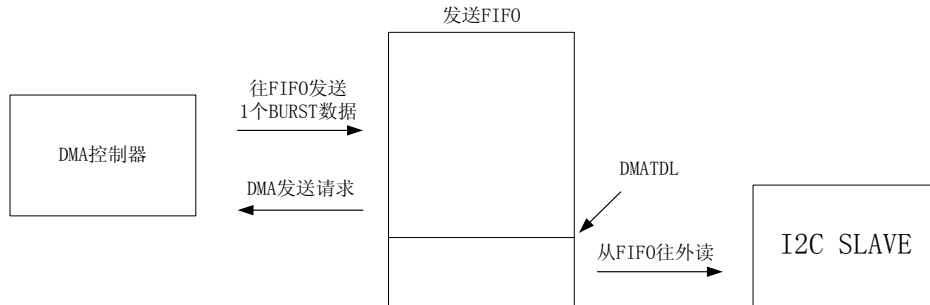 发送FIFO
往FIFO发送
1个BURST数据
DMA控制器
DMA发送请求
DMATDL
从FIFO往外读
I2C SLAVE